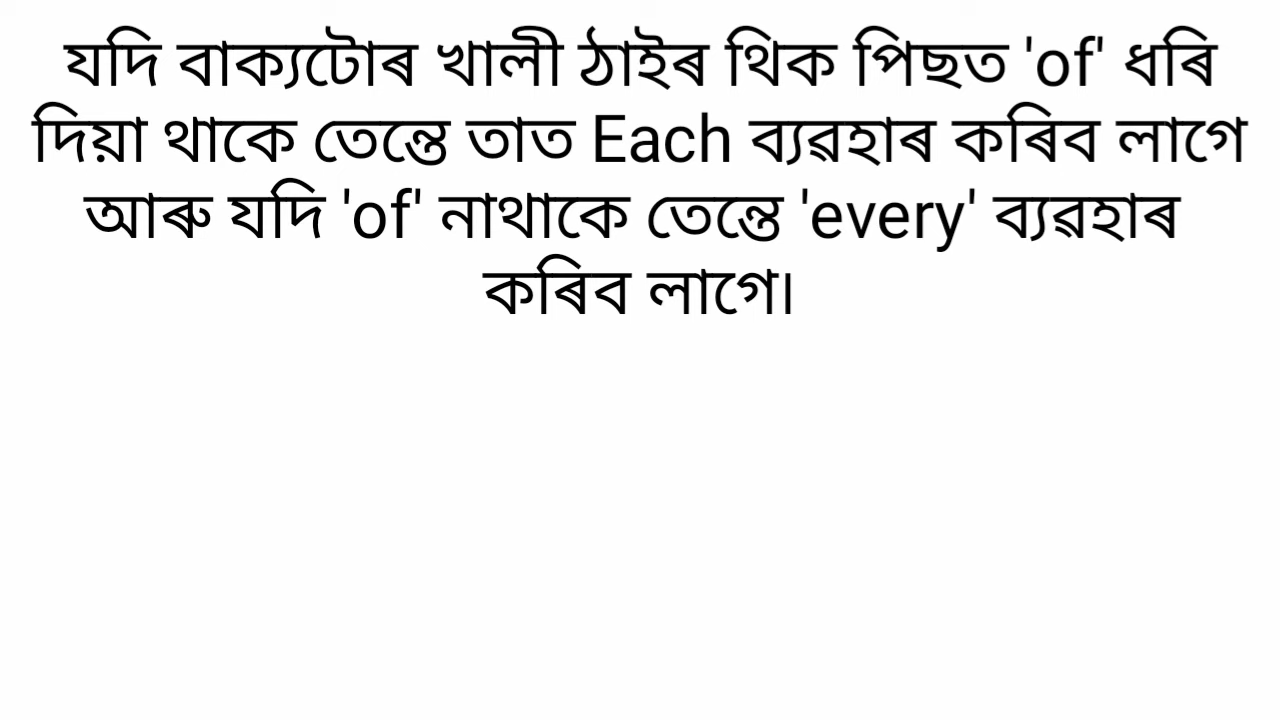 যদি বাক্যটোৰ খালী ঠাইৰ থিক পিছত 'of' ধৰি
দিয়া থাকে তেন্তে তাত Each ব্যৱহাৰ কৰিব লাগে
আৰু যদি 'of' নাথাকে তেন্তে 'every' ব্যৱহাৰ
কৰিব লাগে।